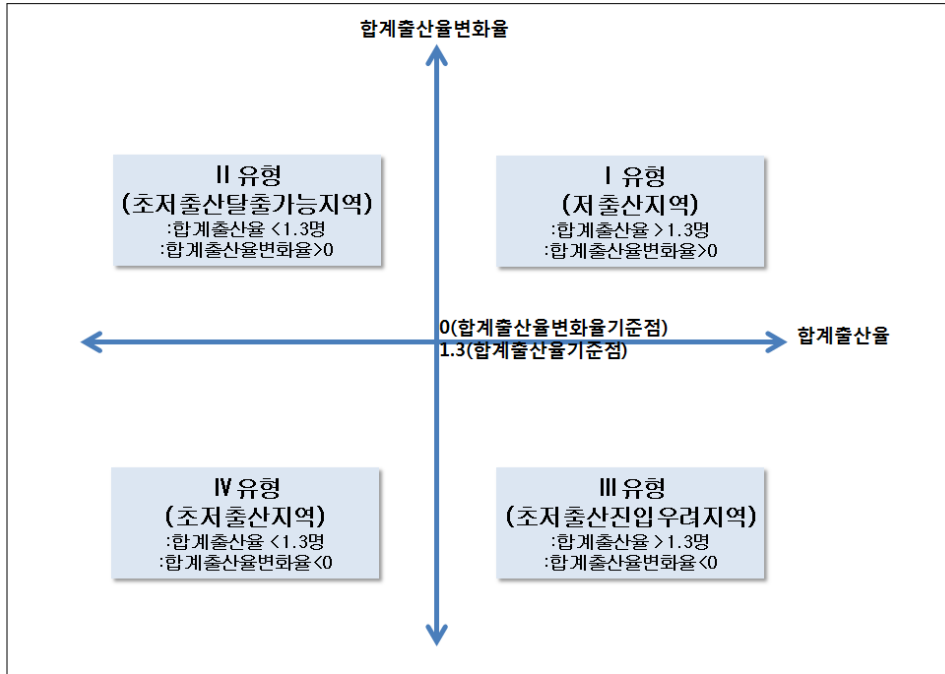 합계출산율변화율
II 유형
(초저출산탈출가능지역)
:합계출산율 <1.3명
:합계출산율변화율>0
I 유형
(저출산지역)
:합계출산율 >1.3명
:합계출산율변화율>0
0(합계출산율변화율기준점)
1.3(합계출산율기준점)
합계출산율
IV 유형
(초저출산지역)
:합계출산율 <1.3명
:합계출산율변화율<0
III 유형
(초저출산진입우려지역)
:합계출산율 >1.3명
:합계출산율변화율<0